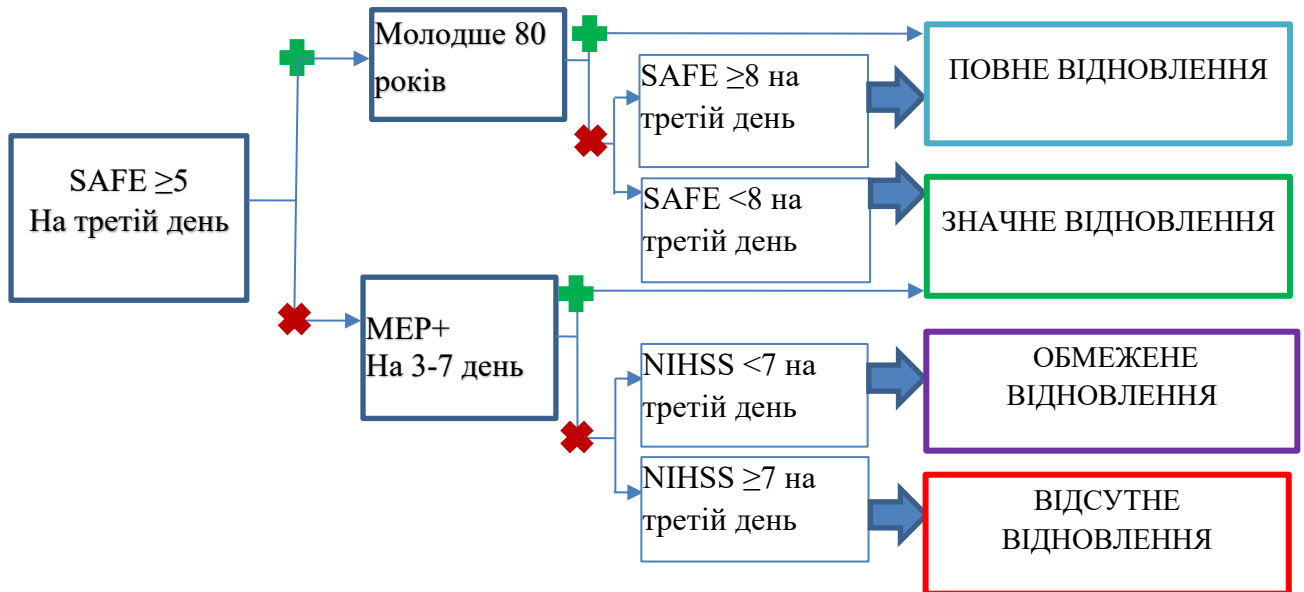 SAFE ≥5
На третій день
Молодше 80
років
SAFE ≥8 на
третій день
SAFE <8 на
третій день
ПОВНЕ ВІДНОВЛЕННЯ
ЗНАЧНЕ ВІДНОВЛЕННЯ
МЕР+
На 3-7 день
NIHSS <7 на
третій день
NIHSS ≥7 на
третій день
ОБМЕЖЕНЕ
ВІДНОВЛЕННЯ
ВІДСУТНЕ
ВІДНОВЛЕННЯ